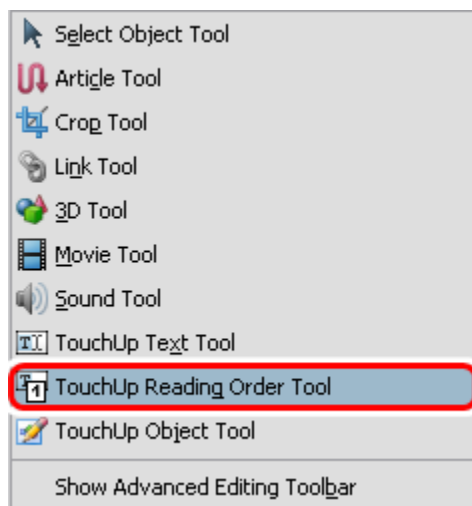 Select Object Tool
Article Tool
Crop Tool
Link Tool
3D Tool
Movie Tool
Sound Tool
TouchUp Text Tool
TouchUp Reading Order Tool
TouchUp Object Tool
Show Advanced Editing Toolbar